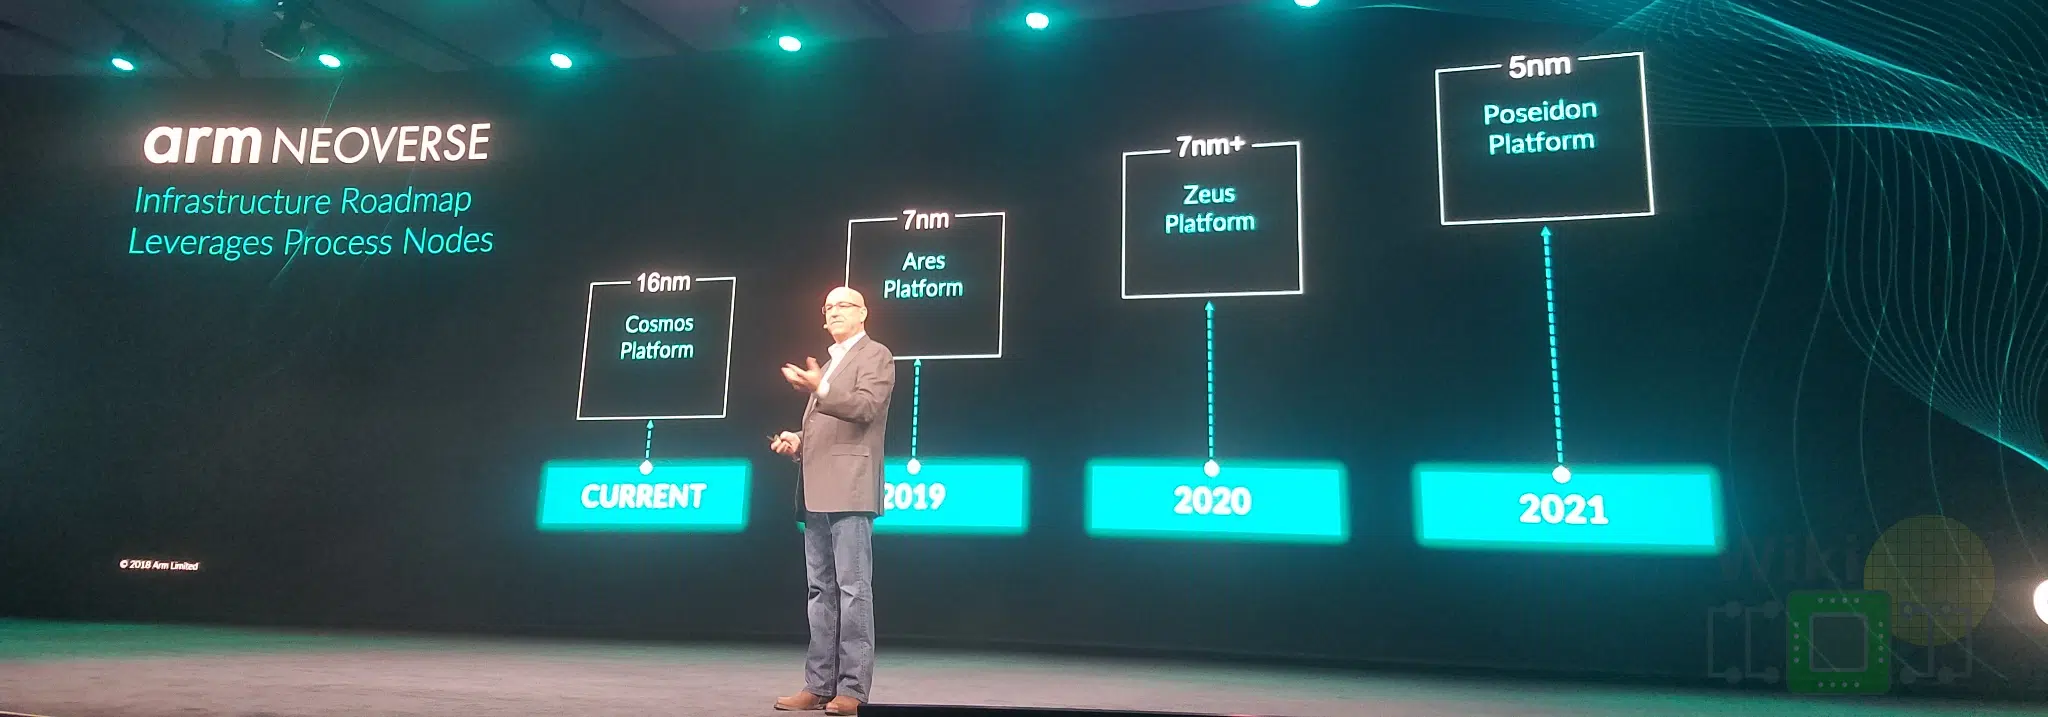 arm NEOVERSE
Infrastructure Roadmap
Leverages Process Nodes
16nm
Cosmos
Platform
CURRENT
7nm
Ares
Platform
2019
7nm+
Zeus
Platform
2020
5nm
Poseidon
Platform
2021
© 2018 Arm Limited
Wiki